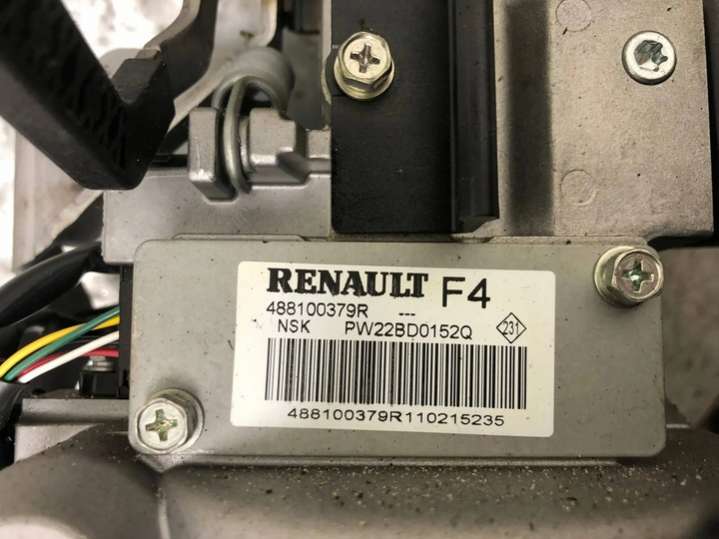 RENAULT F4
488100379R ---
NSK PW22BD0152Q 231
488100379R110215235